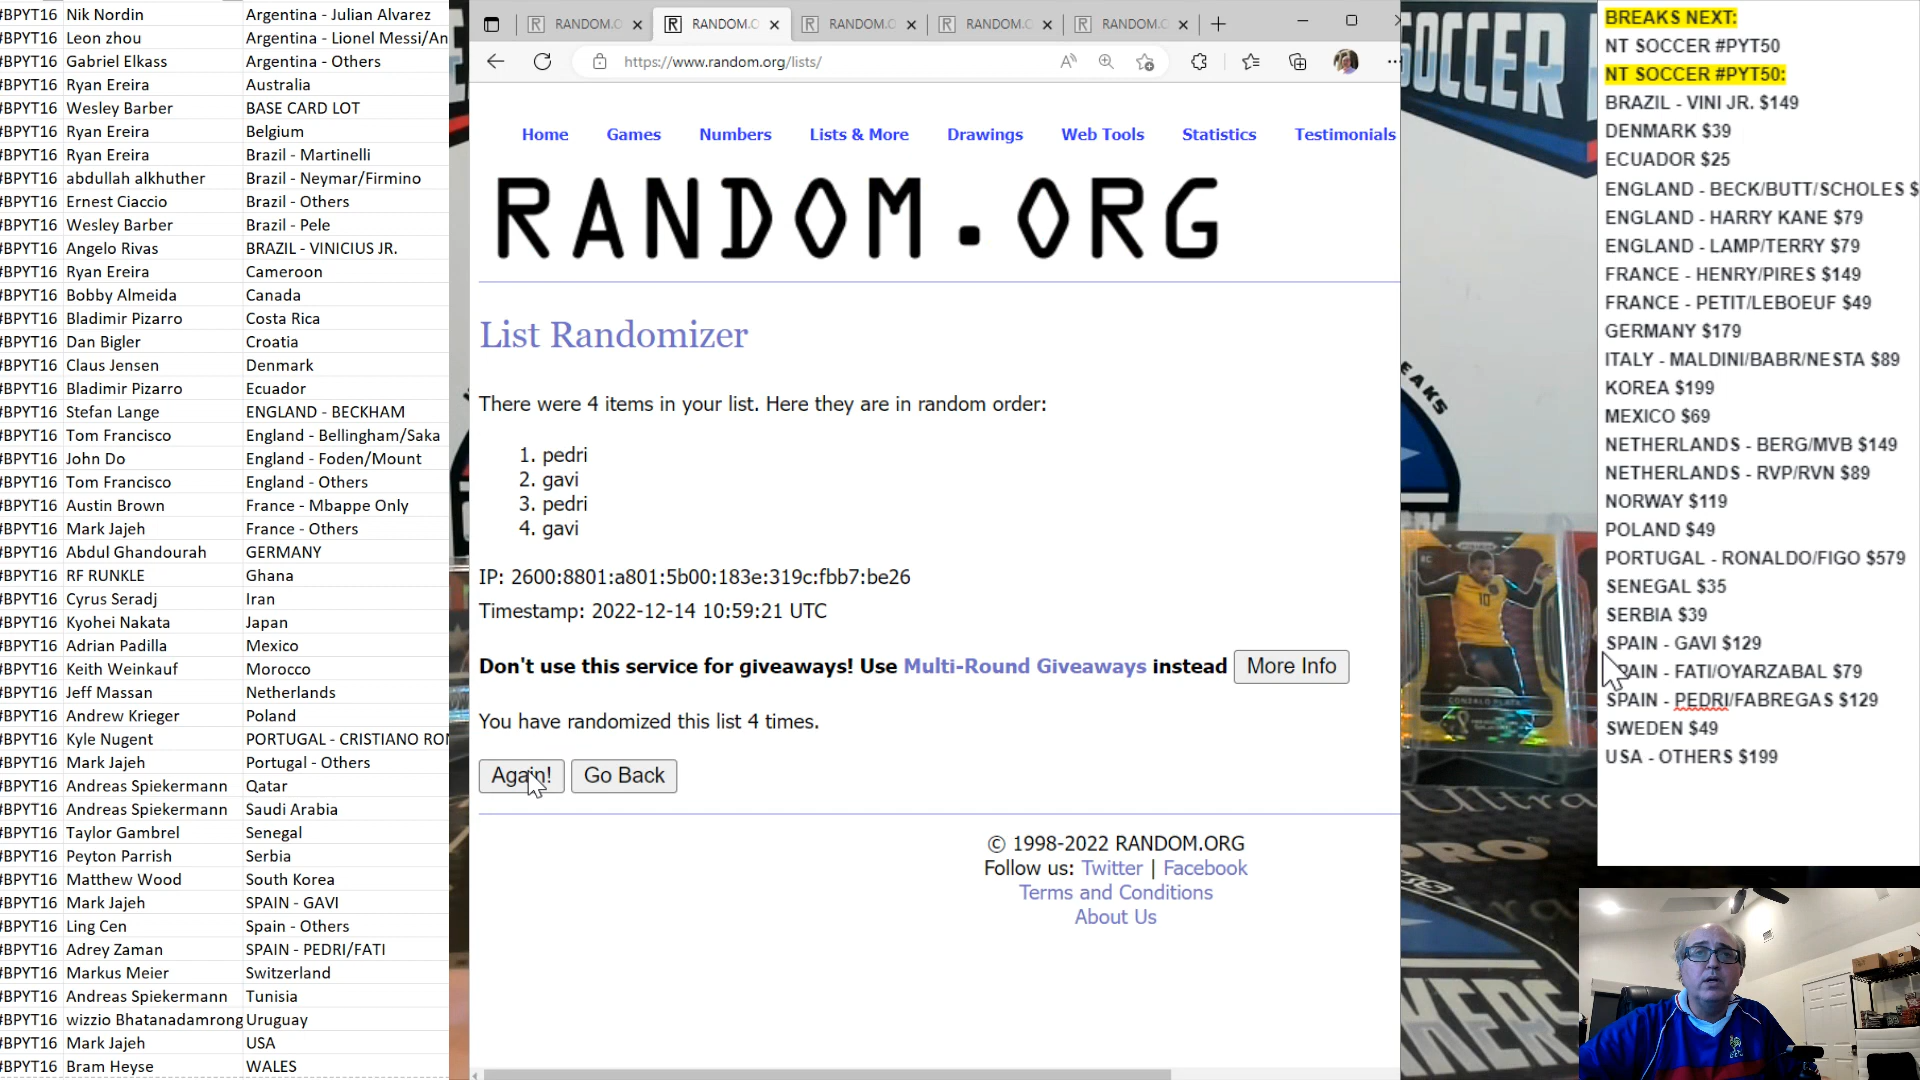 #BPYT16 Nik Nordin Argentina - Julian Alvarez
#BPYT16 Leon zhou Argentina - Lionel Messi/An
#BPYT16 Gabriel Elkass Argentina - Others
#BPYT16 Ryan Ereira Australia
#BPYT16 Wesley Barber BASE CARD LOT
#BPYT16 Ryan Ereira Belgium
#BPYT16 Ryan Ereira Brazil - Martinelli
#BPYT16 abdullah alkhuther Brazil - Neymar/Firmino
#BPYT16 Ernest Ciaccio Brazil - Others
#BPYT16 Wesley Barber Brazil - Pele
#BPYT16 Angelo Rivas BRAZIL - VINICIUS JR.
#BPYT16 Ryan Ereira Cameroon
#BPYT16 Bobby Almeida Canada
#BPYT16 Bladimir Pizarro Costa Rica
#BPYT16 Dan Bigler Croatia
#BPYT16 Claus Jensen Denmark
#BPYT16 Bladimir Pizarro Ecuador
#BPYT16 Stefan Lange ENGLAND - BECKHAM
#BPYT16 Tom Francisco England - Bellingham/Saka
#BPYT16 John Do England - Foden/Mount
#BPYT16 Tom Francisco England - Others
#BPYT16 Austin Brown France - Mbappe Only
#BPYT16 Mark Jajeh France - Others
#BPYT16 Abdul Ghandourah GERMANY
#BPYT16 RF RUNKLE Ghana
#BPYT16 Cyrus Seradj Iran
#BPYT16 Kyohei Nakata Japan
#BPYT16 Adrian Padilla Mexico
#BPYT16 Keith Weinkauf Morocco
#BPYT16 Jeff Massan Netherlands
#BPYT16 Andrew Krieger Poland
#BPYT16 Kyle Nugent PORTUGAL - CRISTIANO RO
#BPYT16 Mark Jajeh Portugal - Others
#BPYT16 Andreas Spiekermann Qatar
#BPYT16 Andreas Spiekermann Saudi Arabia
#BPYT16 Taylor Gambrel Senegal
#BPYT16 Peyton Parrish Serbia
#BPYT16 Matthew Wood South Korea
#BPYT16 Mark Jajeh SPAIN - GAVI
#BPYT16 Ling Cen Spain - Others
#BPYT16 Adrey Zaman SPAIN - PEDRI/FATI
#BPYT16 Markus Meier Switzerland
#BPYT16 Andreas Spiekermann Tunisia
#BPYT16 wizzio Bhatanadamrong Uruguay
#BPYT16 Mark Jajeh USA
#BPYT16 Bram Heyse WALES
RANDOM.O RANDOM.O RANDOM.O RANDOM.O RANDOM.O
https://www.random.org/lists/
Home Games Numbers Lists & More Drawings Web Tools Statistics Testimonials
RANDOM.ORG
List Randomizer
There were 4 items in your list. Here they are in random order:
1. pedri
2. gavi
3. pedri
4. gavi
IP: 2600:8801:a801:5b00:183e:319c:fbb7:be26
Timestamp: 2022-12-14 10:59:21 UTC
Don't use this service for giveaways! Use Multi-Round Giveaways instead More Info
You have randomized this list 4 times.
Again! Go Back
© 1998-2022 RANDOM.ORG
Follow us: Twitter | Facebook
Terms and Conditions
About Us
SOCCER
EAKS
10
GONZALO PLATA
Ultra
PRO
KERS
BREAKS NEXT:
NT SOCCER #PYT50
NT SOCCER #PYT50:
BRAZIL - VINI JR. $149
DENMARK $39
ECUADOR $25
ENGLAND - BECK/BUTT/SCHOLES $
ENGLAND - HARRY KANE $79
ENGLAND - LAMP/TERRY $79
FRANCE - HENRY/PIRES $149
FRANCE - PETIT/LEBOEUF $49
GERMANY $179
ITALY - MALDINI/BABR/NESTA $89
KOREA $199
MEXICO $69
NETHERLANDS - BERG/MVB $149
NETHERLANDS - RVP/RVN $89
NORWAY $119
POLAND $49
PORTUGAL - RONALDO/FIGO $579
SENEGAL $35
SERBIA $39
SPAIN - GAVI $129
SPAIN - FATI/OYARZABAL $79
SPAIN - PEDRI/FABREGAS $129
SWEDEN $49
USA - OTHERS $199